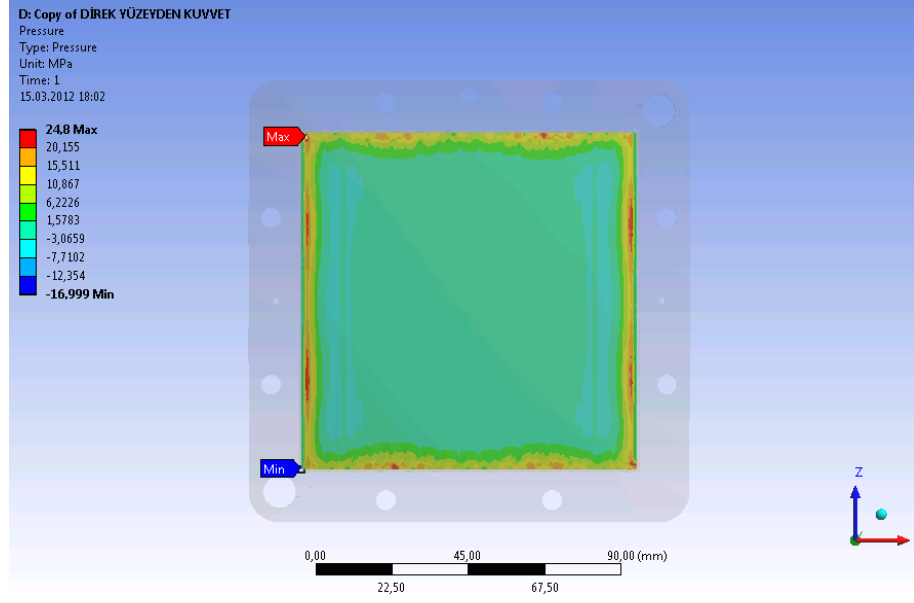 D: Copy of DİREK YÜZEYDEN KUVVET
Pressure
Type: Pressure
Unit: MPa
Time: 1
15.03.2012 18:02
24,8 Max
20,155
15,511
10,867
6,2226
1,5783
-3,0659
-7,7102
-12,354
-16,999 Min
Max
Min
Z
0,00 45,00 90,00 (mm)
22,50 67,50